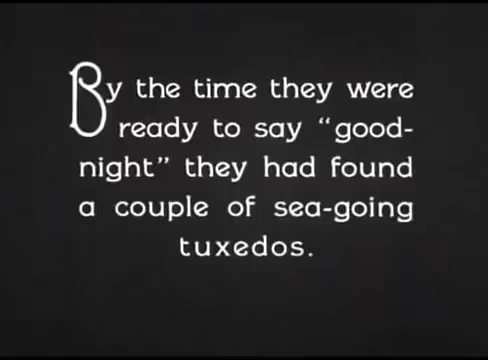 By the time they were
ready to say “good-
night” they had found
a couple of sea-going
tuxedos.